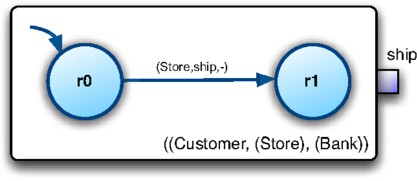 ship
(Store,ship,-)
r0
r1
((Customer, (Store), (Bank))